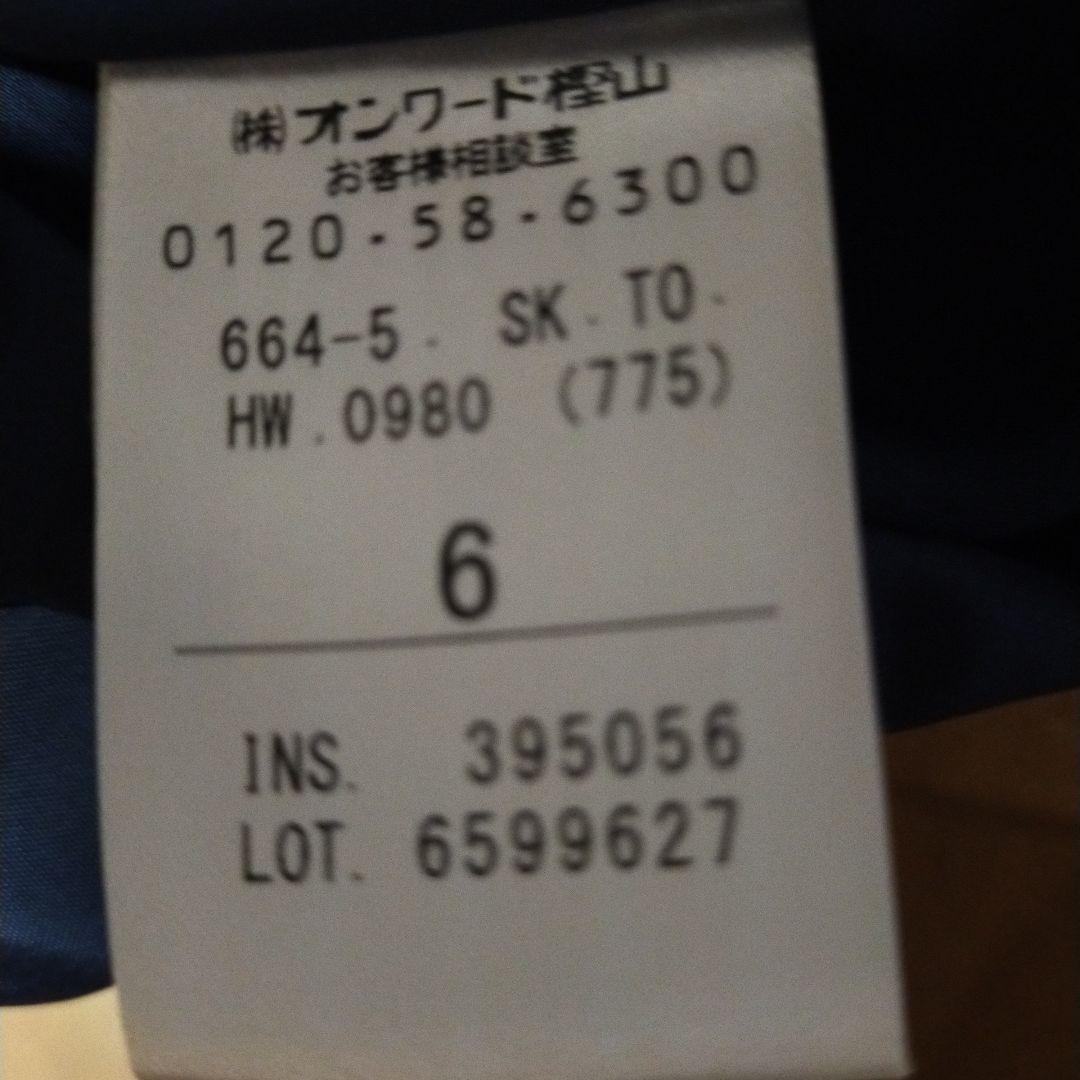 ㈱オンワード樫山
お客様相談室
0120-58-6300
664-5. SK.TO.
HW.0980 (775)
6
INS. 395056
LOT. 6599627